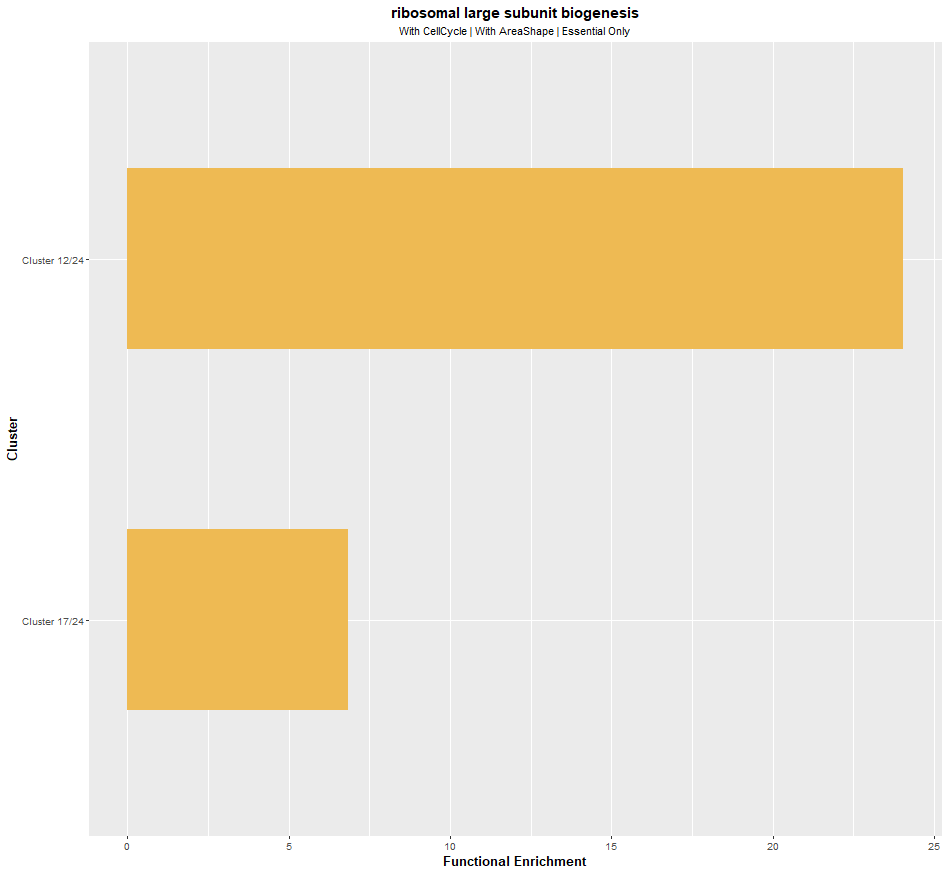 ribosomal large subunit biogenesis
With CellCycle | With AreaShape | Essential Only
Cluster
Cluster 12/24
Cluster 17/24
0 5 10 15 20 25
Functional Enrichment